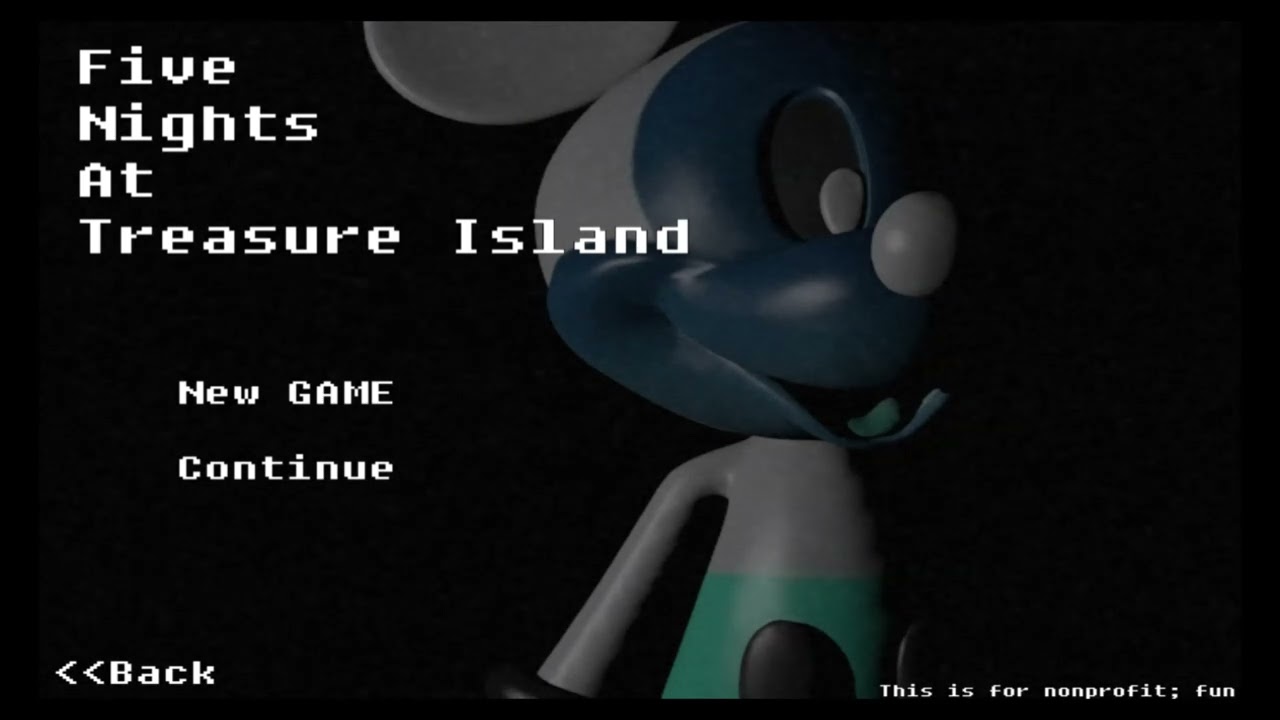 Five
Nights
At
Treasure Island
New GAME
Continue
<<Back
This is for nonprofit; fun